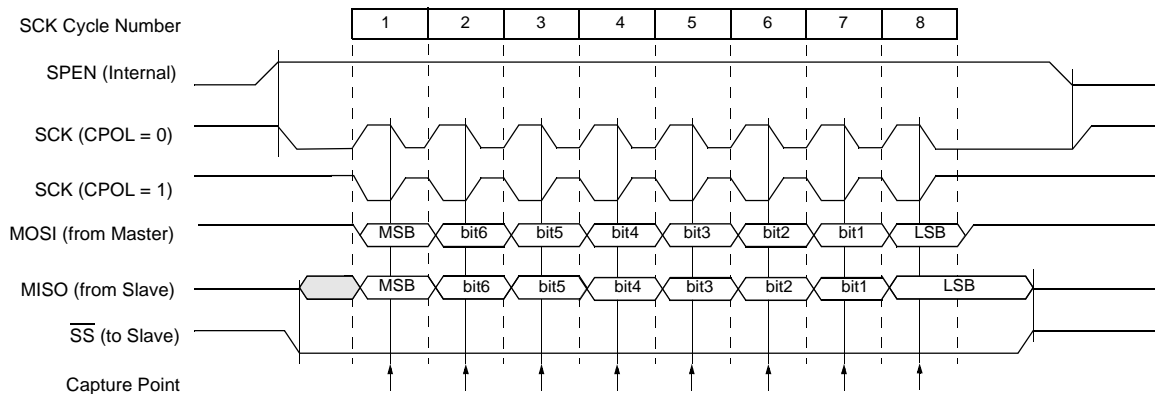 SCK Cycle Number 1 2 3 4 5 6 7 8
SPEN (Internal)
SCK (CPOL = 0)
SCK (CPOL = 1)
MOSI (from Master) MSB bit6 bit5 bit4 bit3 bit2 bit1 LSB
MISO (from Slave) MSB bit6 bit5 bit4 bit3 bit2 bit1 LSB
SS (to Slave)
Capture Point